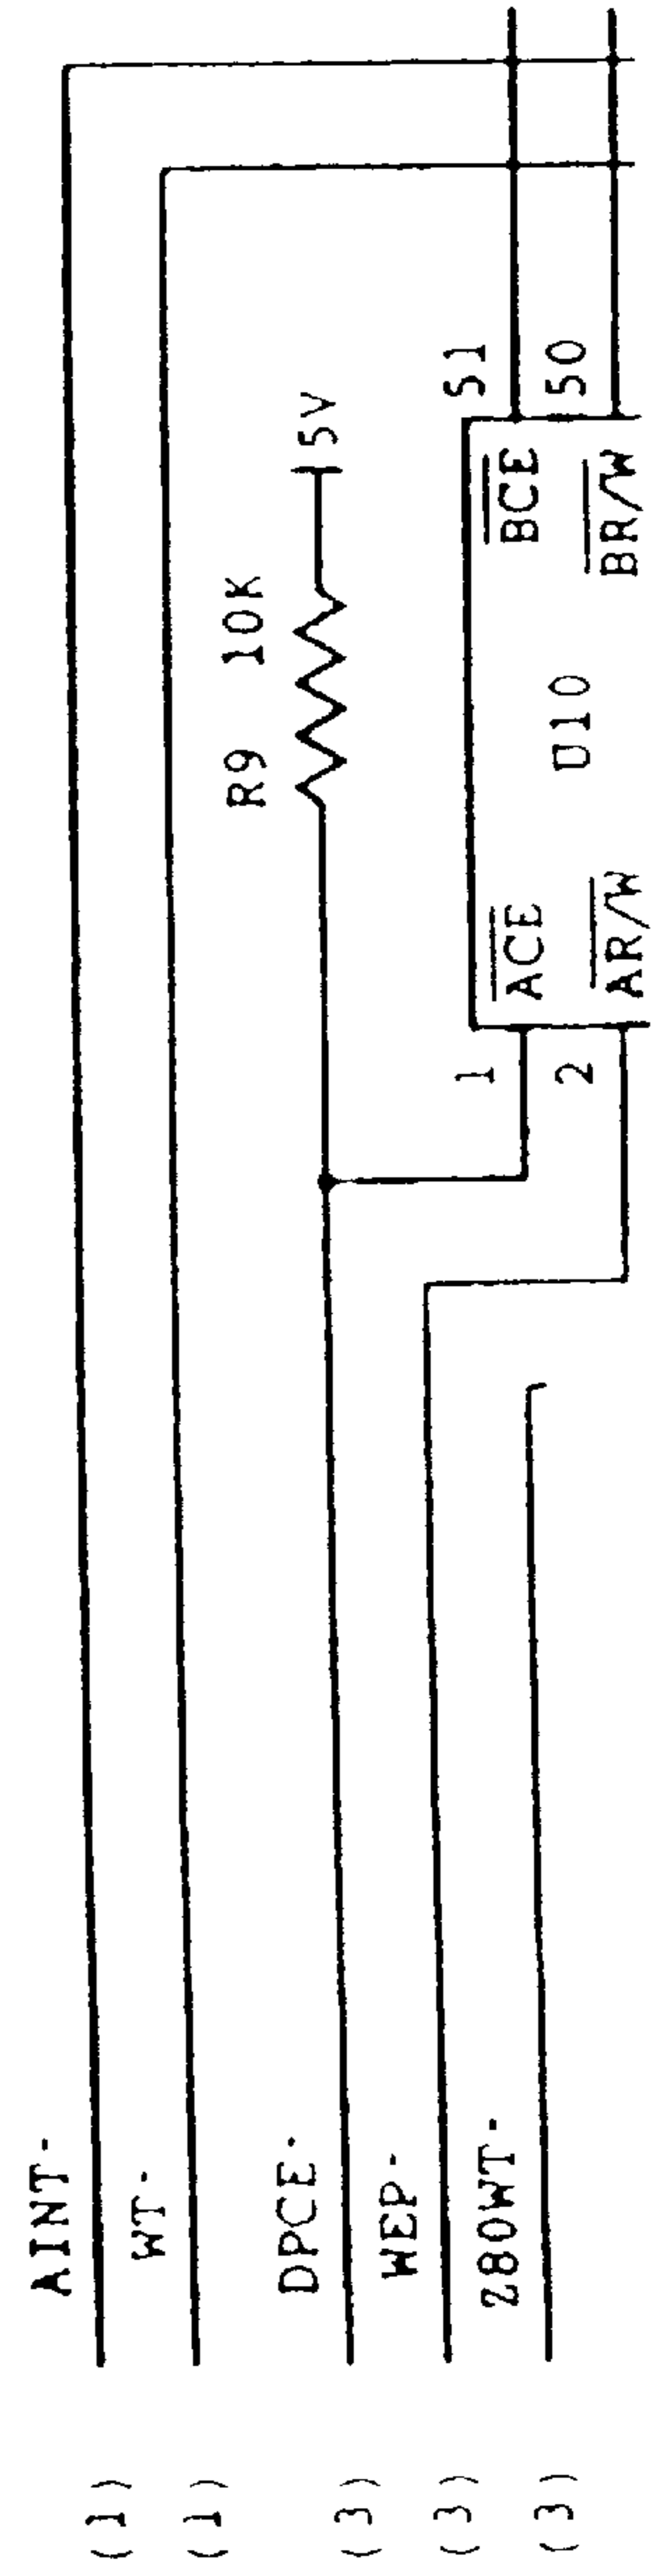 (1) AINT-
(1) WT-
R9 10K
5V
(3) DPCE-
(3) WEP-
(3) Z80WT-
1 ACE BCE 51
2 AR/W BR/W 50
U10